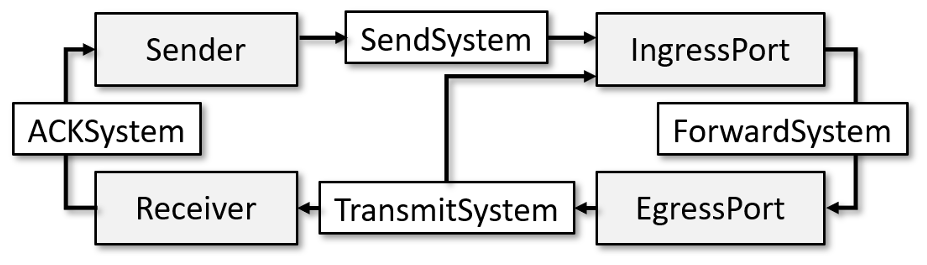 Sender
SendSystem
IngressPort
ACKSystem
ForwardSystem
Receiver
TransmitSystem
EgressPort